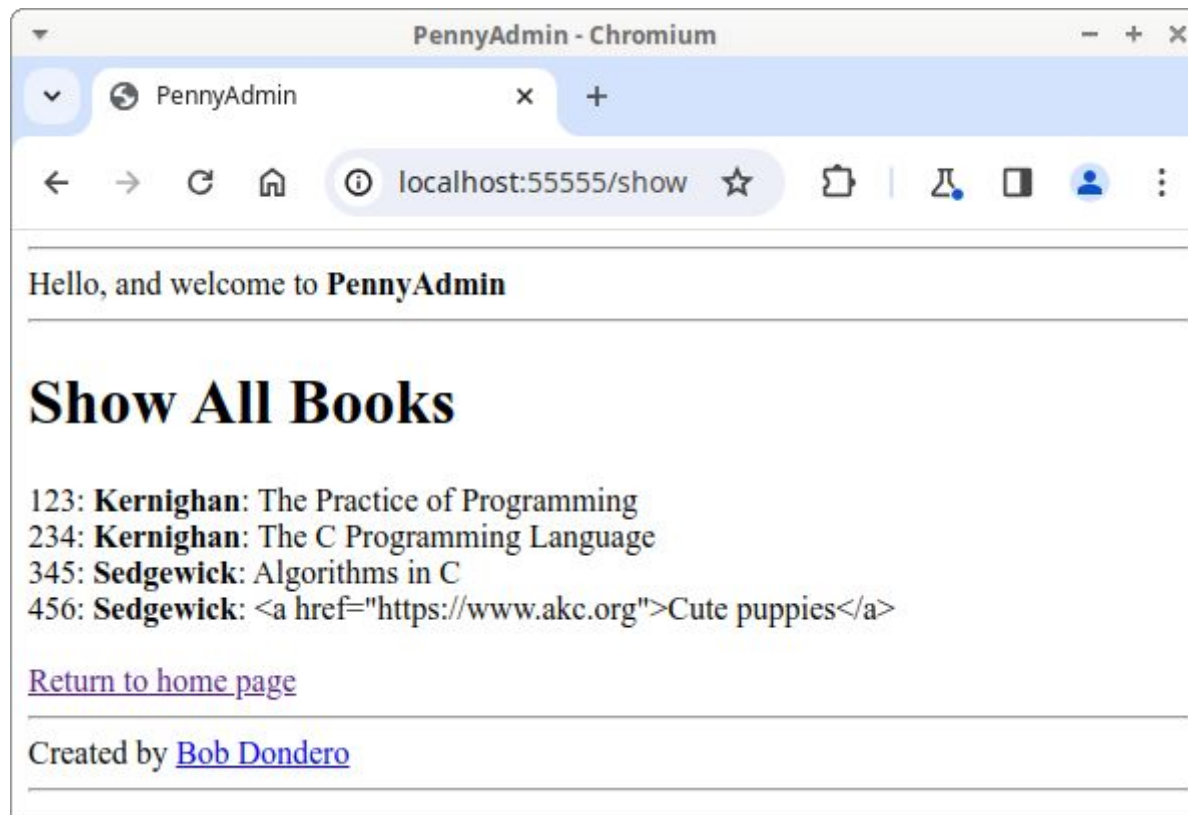 PennyAdmin - Chromium
PennyAdmin
localhost:55555/show
Hello, and welcome to PennyAdmin
Show All Books
123: Kernighan: The Practice of Programming
234: Kernighan: The C Programming Language
345: Sedgewick: Algorithms in C
456: Sedgewick: <a href="https://www.akc.org">Cute puppies</a>
Return to home page
Created by Bob Dondero